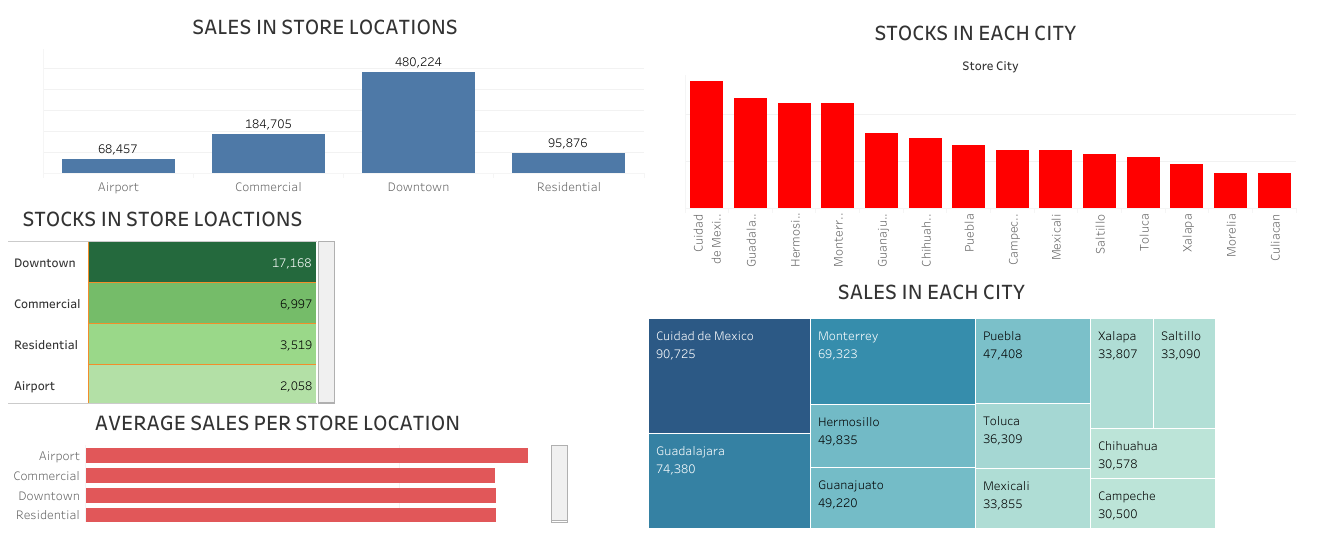 SALES IN STORE LOCATIONS
480,224
184,705
95,876
68,457
Airport
Commercial
Downtown
Residential
STOCKS IN STORE LOACTIONS
Downtown
17,168
Commercial
6,997
Residential
3,519
Airport
2,058
AVERAGE SALES PER STORE LOCATION
Airport
Commercial
Downtown
Residential
STOCKS IN EACH CITY
Store City
Cuidad
de Mexi..
Guadala..
Hermosi..
Monterr..
Guanaju..
Chihuah..
Puebla
Campec..
Mexicali
Saltillo
Toluca
Xalapa
Morelia
Culiacan
SALES IN EACH CITY
Cuidad de Mexico
90,725
Guadalajara
74,380
Monterrey
69,323
Hermosillo
49,835
Guanajuato
49,220
Puebla
47,408
Toluca
36,309
Mexicali
33,855
Xalapa
33,807
Saltillo
33,090
Chihuahua
30,578
Campeche
30,500